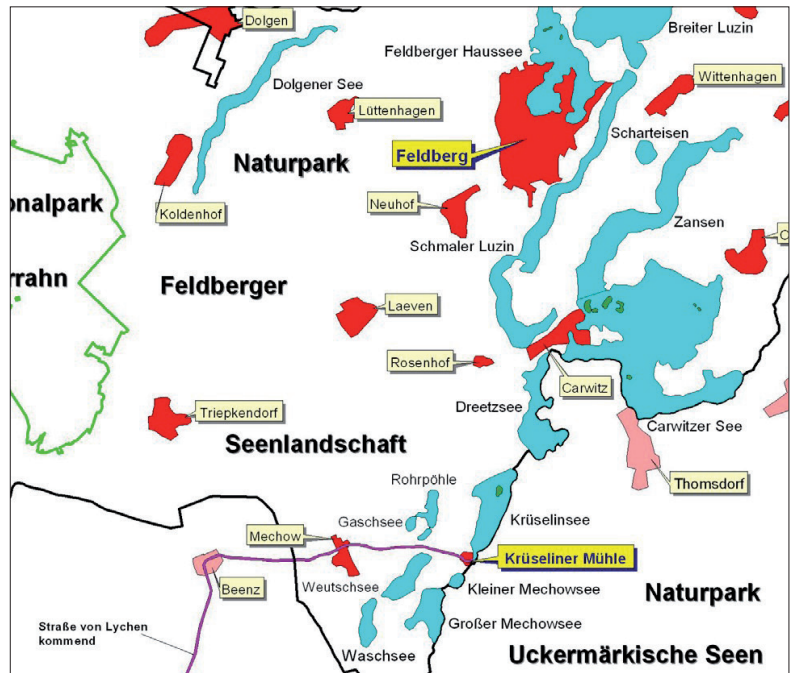 Dolgen
Breiter Luzin
Feldberger Haussee
Dolgener See
Wittenhagen
Lüttenhagen
Scharteisen
Feldberg
Naturpark
onalpark
Neuhof
Koldenhof
Zansen
Schmaler Luzin
rrahn
Feldberger
Laeven
Rosenhof
Carwitz
Dreetzsee
Triepkendorf
Carwitzer See
Seenlandschaft
Rohrpöhle
Thomsdorf
Gaschsee
Krüselinsee
Mechow
Krüseliner Mühle
Beenz
Weutschsee
Kleiner Mechowsee
Naturpark
Großer Mechowsee
Straße von Lychen
kommend
Waschsee
Uckermärkische Seen